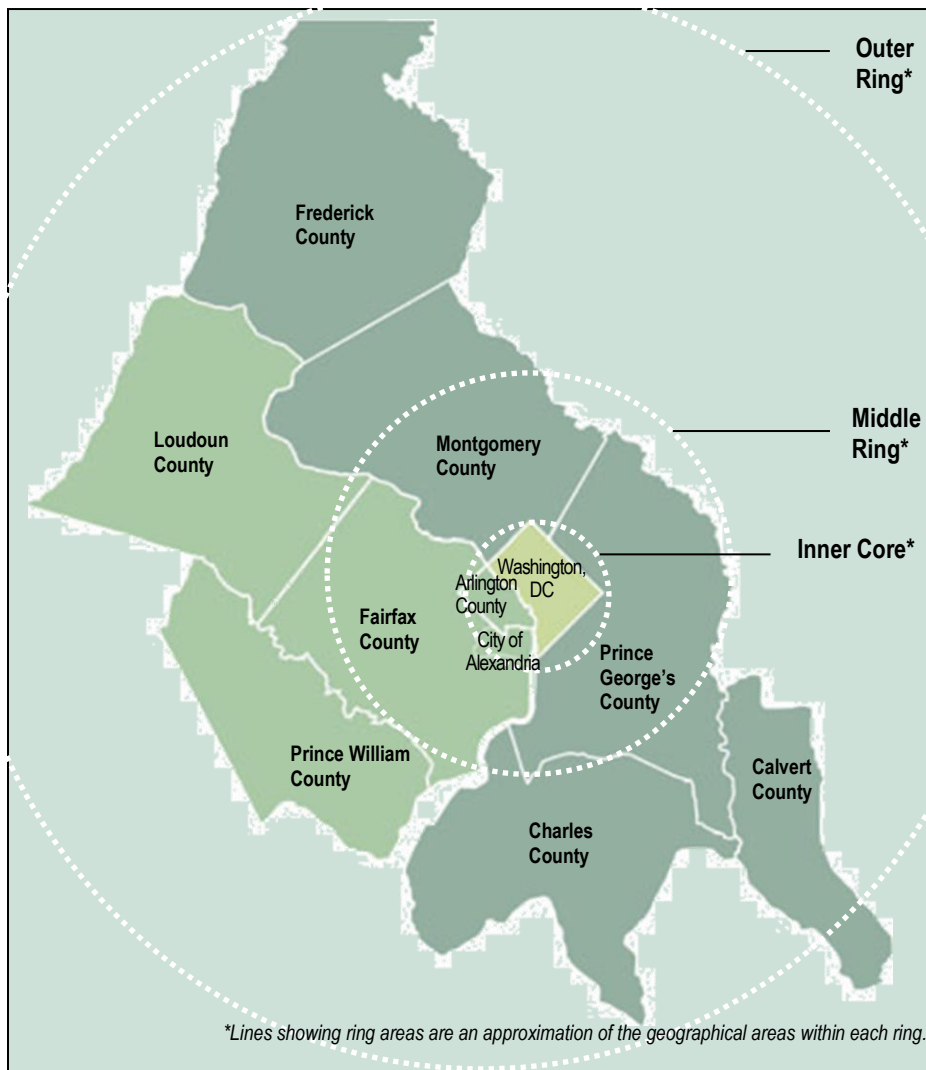 Outer
Ring*
Frederick
County
Middle
Ring*
Loudoun
County
Montgomery
County
Inner Core*
Washington,
DC
Arlington
County
Fairfax
County
City of
Alexandria
Prince
George's
County
Prince William
County
Calvert
County
Charles
County
*Lines showing ring areas are an approximation of the geographical areas within each ring.